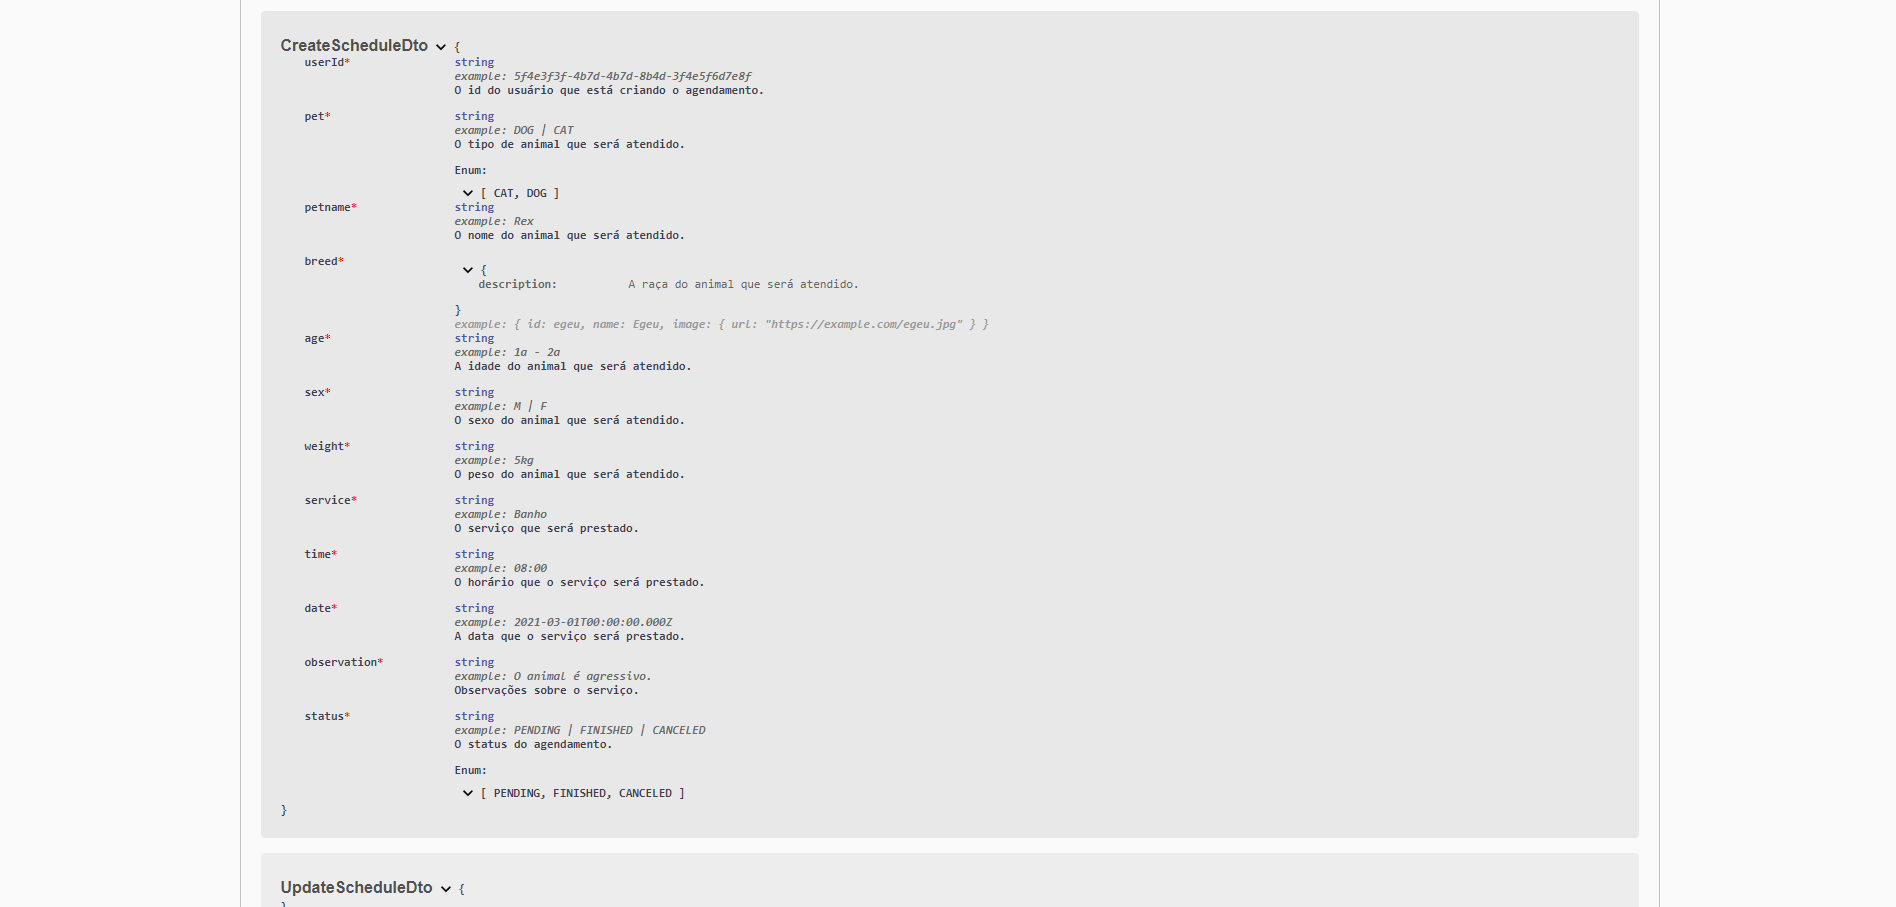 CreateScheduleDto {
userId* string
example: 5f4e3f3f-4b7d-4b7d-8b4d-3f4e5f6d7e8f
O id do usuário que está criando o agendamento.
pet* string
example: DOG | CAT
O tipo de animal que será atendido.
Enum:
[ CAT, DOG ]
petname* string
example: Rex
O nome do animal que será atendido.
breed*
{
description: A raça do animal que será atendido.
}
example: { id: egeu, name: Egeu, image: { url: "https://example.com/egeu.jpg" } }
age* string
example: 1a - 2a
A idade do animal que será atendido.
sex* string
example: M | F
O sexo do animal que será atendido.
weight* string
example: 5kg
O peso do animal que será atendido.
service* string
example: Banho
O serviço que será prestado.
time* string
example: 08:00
O horário que o serviço será prestado.
date* string
example: 2021-03-01T00:00:00.000Z
A data que o serviço será prestado.
observation* string
example: O animal é agressivo.
Observações sobre o serviço.
status* string
example: PENDING | FINISHED | CANCELED
O status do agendamento.
Enum:
[ PENDING, FINISHED, CANCELED ]
}
UpdateScheduleDto {
}